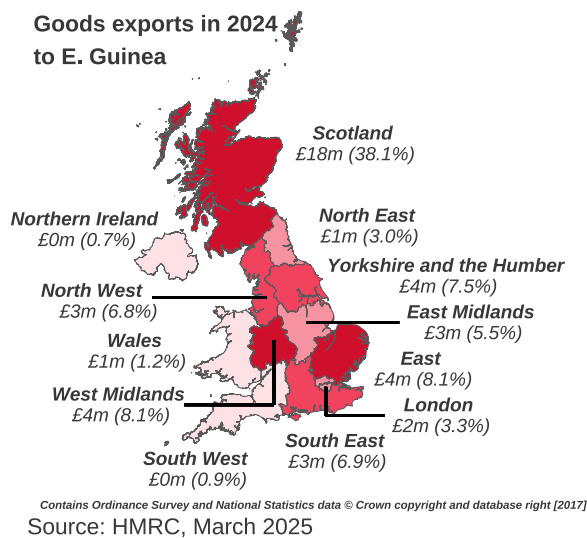 Goods exports in 2024
to E. Guinea
Scotland
£18m (38.1%)
Northern Ireland
£0m (0.7%)
North East
£1m (3.0%)
Yorkshire and the Humber
£4m (7.5%)
North West
£3m (6.8%)
East Midlands
£3m (5.5%)
Wales
£1m (1.2%)
East
£4m (8.1%)
West Midlands
£4m (8.1%)
London
£2m (3.3%)
South East
£3m (6.9%)
South West
£0m (0.9%)
Contains Ordinance Survey and National Statistics data © Crown copyright and database right [2017]
Source: HMRC, March 2025